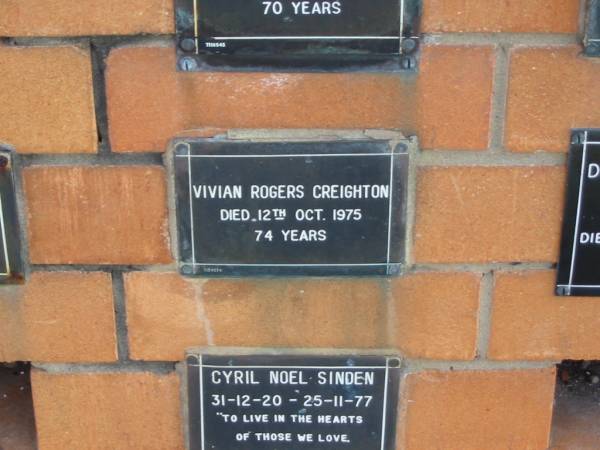 70 YEARS
VIVIAN ROGERS CREIGHTON
DIED 12TH OCT. 1975
74 YEARS
D
DIE
CYRIL NOEL SINDEN
31-12-20 - 25-11-77
"TO LIVE IN THE HEARTS
OF THOSE WE LOVE,